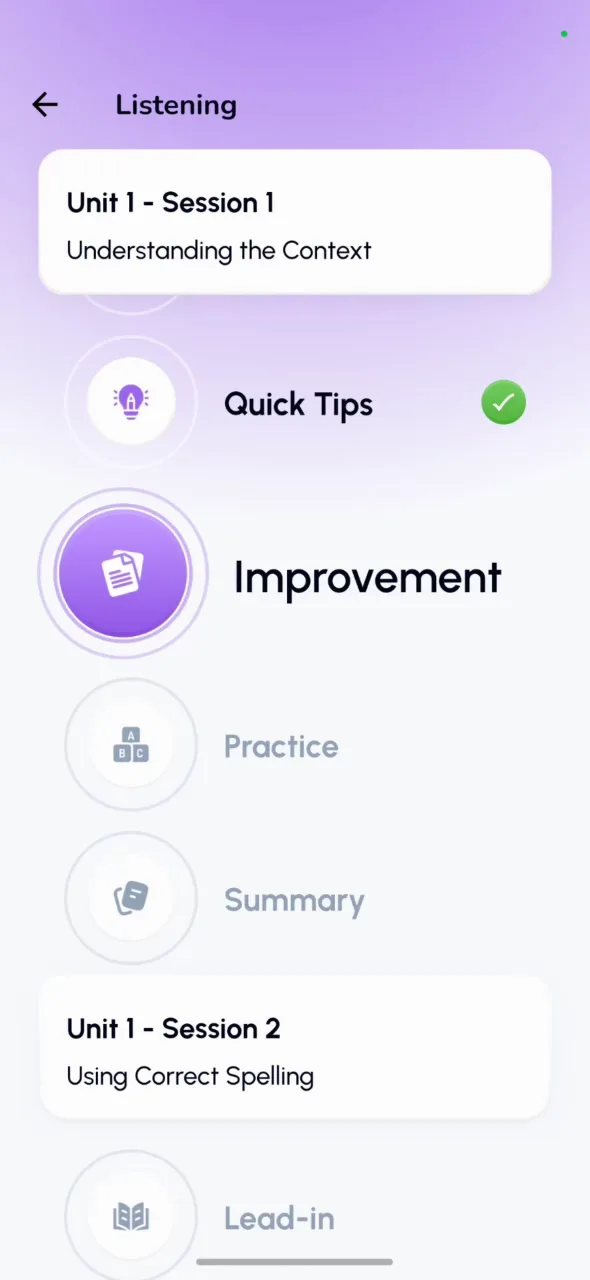 Listening
Unit 1 - Session 1
Understanding the Context
Quick Tips
Improvement
A
B C
Practice
Summary
Unit 1 - Session 2
Using Correct Spelling
Lead-in